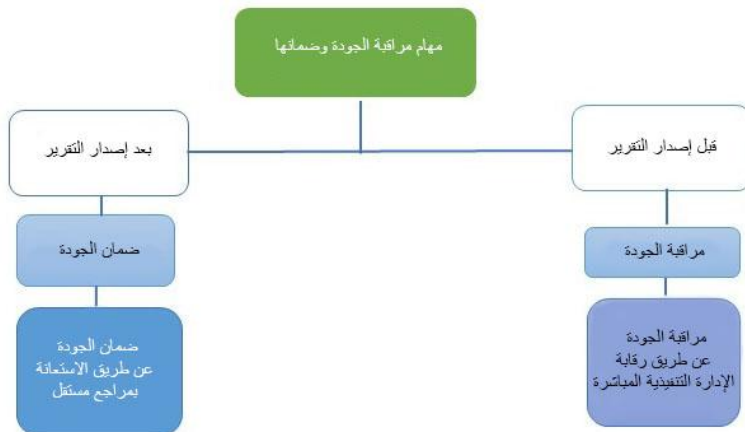 مهام مراقبة الجودة وضمانها
قبل إصدار التقرير
بعد إصدار التقرير
مراقبة الجودة
ضمان الجودة
مراقبة الجودة
عن طريق رقابة
الإدارة التنفيذية المباشرة
ضمان الجودة
عن طريق الاستعانة
بمراجع مستقل